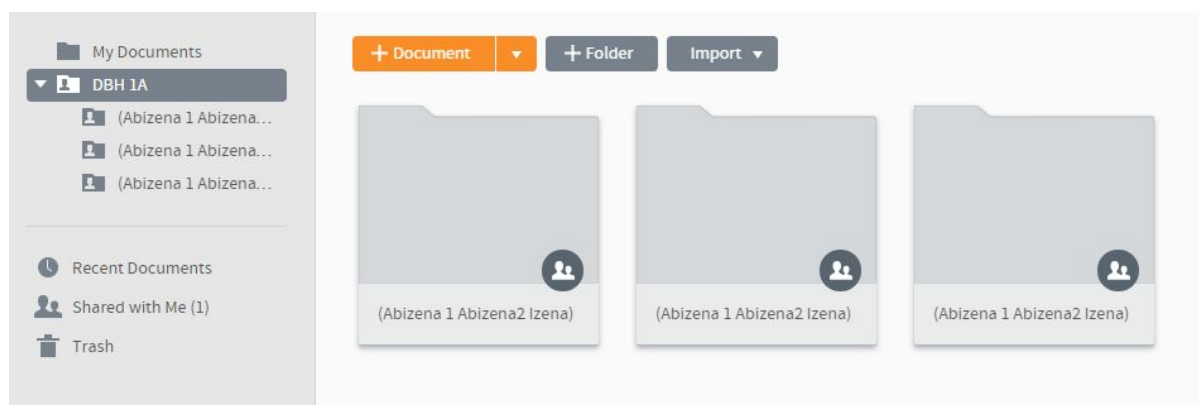 My Documents
DBH 1A
(Abizena 1 Abizena...
(Abizena 1 Abizena...
(Abizena 1 Abizena...
Recent Documents
Shared with Me (1)
Trash
+ Document
+ Folder
Import
(Abizena 1 Abizena2 Izena)
(Abizena 1 Abizena2 Izena)
(Abizena 1 Abizena2 Izena)